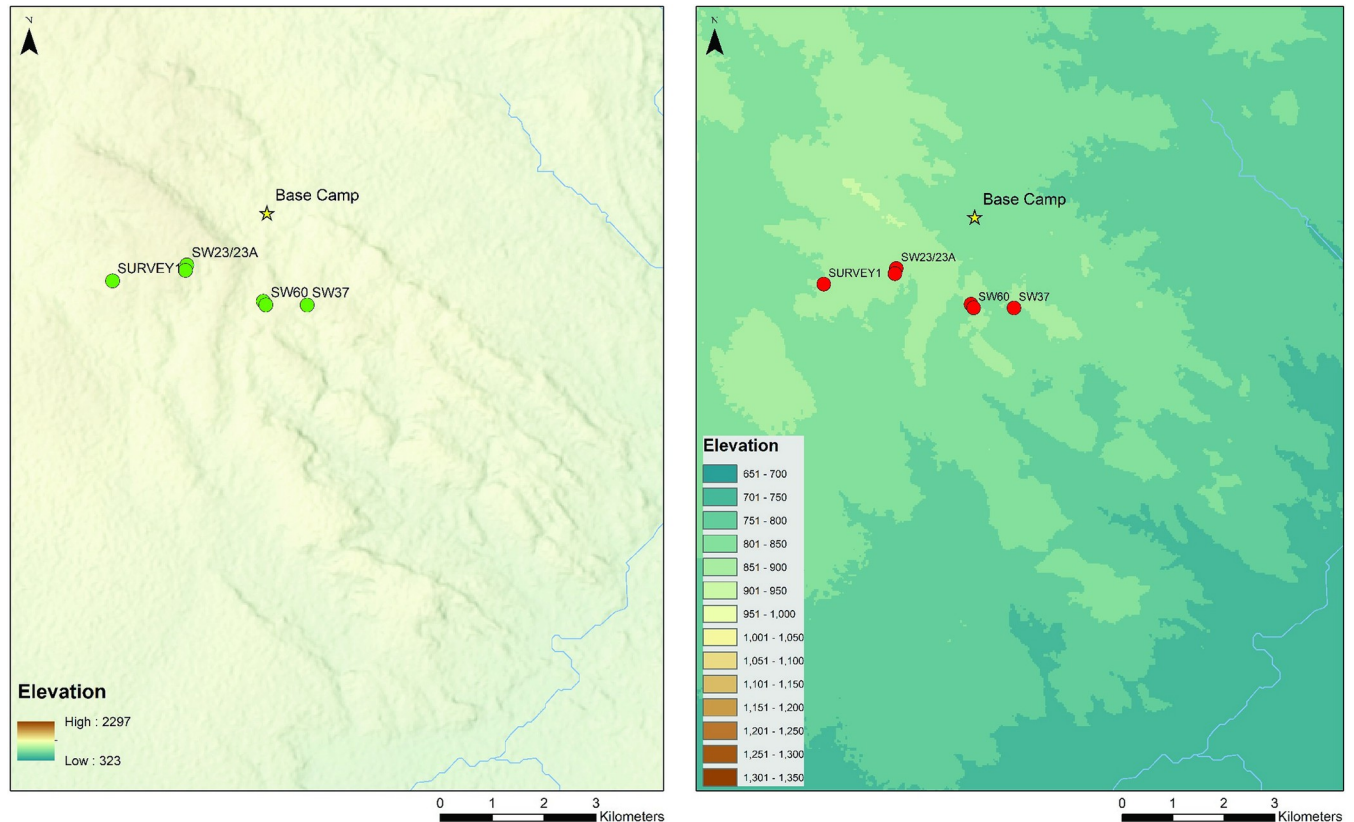 N
Base Camp
SW23/23A
SURVEY1
SW60 SW37
Elevation
High : 2297
Low : 323
0 1 2 3
Kilometers
N
Base Camp
SW23/23A
SURVEY1
SW60 SW37
Elevation
651 - 700
701 - 750
751 - 800
801 - 850
851 - 900
901 - 950
951 - 1,000
1,001 - 1,050
1,051 - 1,100
1,101 - 1,150
1,151 - 1,200
1,201 - 1,250
1,251 - 1,300
1,301 - 1,350
0 1 2 3
Kilometers